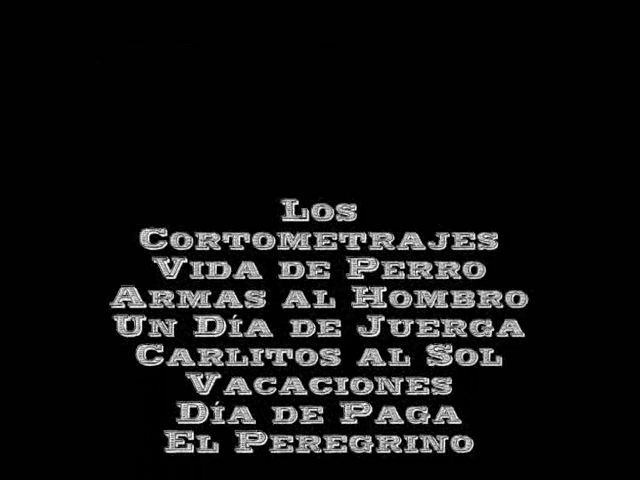 Los
Cortometrajes
Vida de Perro
Armas al Hombro
Un Día de Juerga
Carlitos al Sol
Vacaciones
Día de Paga
El Peregrino